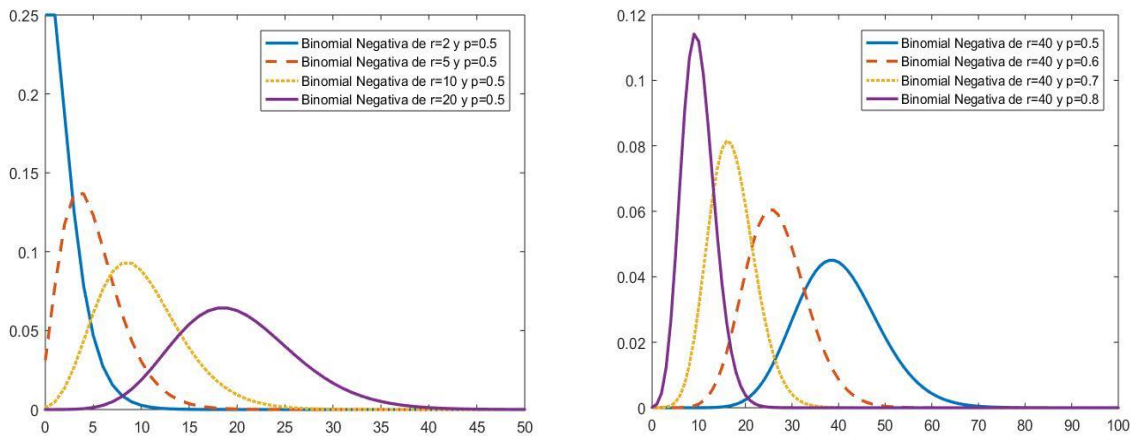 0.25
0.2
0.15
0.1
0.05
0
0 5 10 15 20 25 30 35 40 45 50
Binomial Negativa de r=2 y p=0.5
Binomial Negativa de r=5 y p=0.5
Binomial Negativa de r=10 y p=0.5
Binomial Negativa de r=20 y p=0.5
0.12
0.1
0.08
0.06
0.04
0.02
0
0 10 20 30 40 50 60 70 80 90 100
Binomial Negativa de r=40 y p=0.5
Binomial Negativa de r=40 y p=0.6
Binomial Negativa de r=40 y p=0.7
Binomial Negativa de r=40 y p=0.8